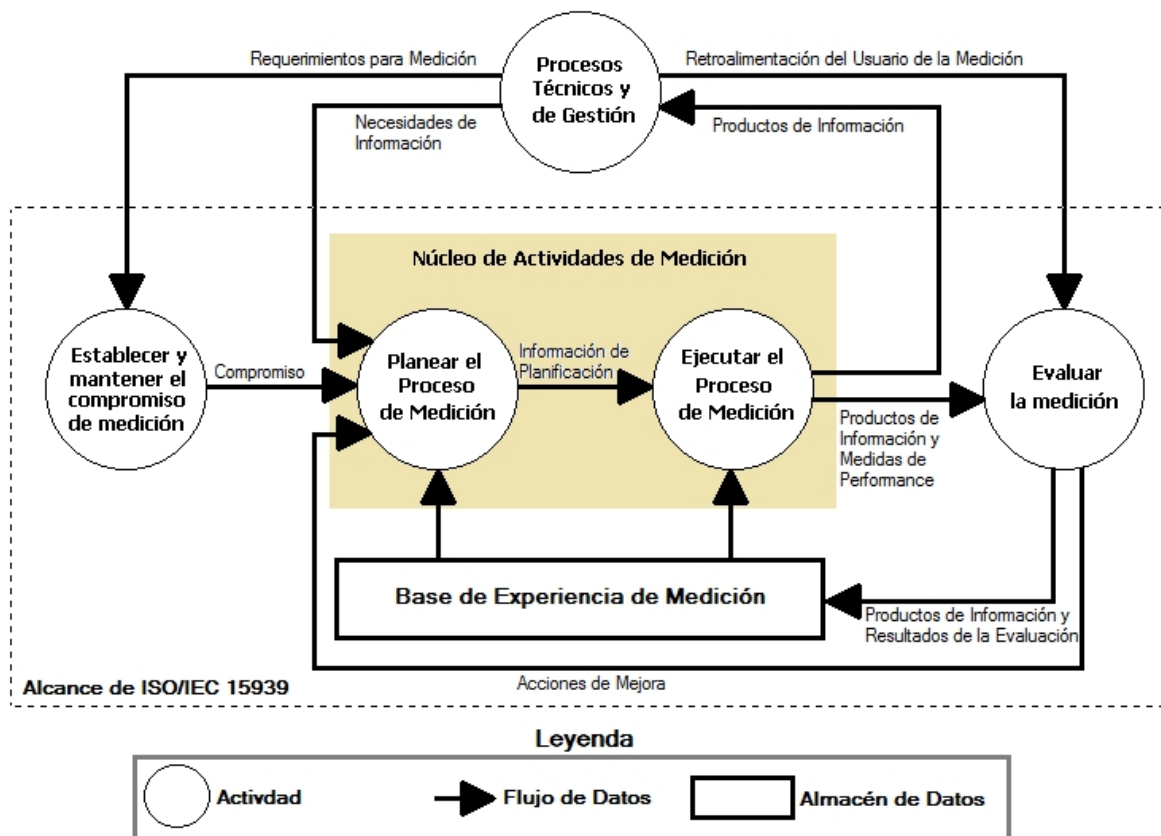 Requerimientos para Medición
Procesos
Técnicos y
de Gestión
Retroalimentación del Usuario de la Medición
Necesidades de
Información
Productos de Información
Núcleo de Actividades de Medición
Establecer y
mantener el
compromiso
de medición
Compromiso
Planear el
Proceso
de Medición
Información de
Planificación
Ejecutar el
Proceso
de Medición
Productos de
Información y
Medidas de
Performance
Evaluar
la medición
Base de Experiencia de Medición
Productos de Información y
Resultados de la Evaluación
Acciones de Mejora
Alcance de ISO/IEC 15939
Leyenda
Activdad
Flujo de Datos
Almacén de Datos